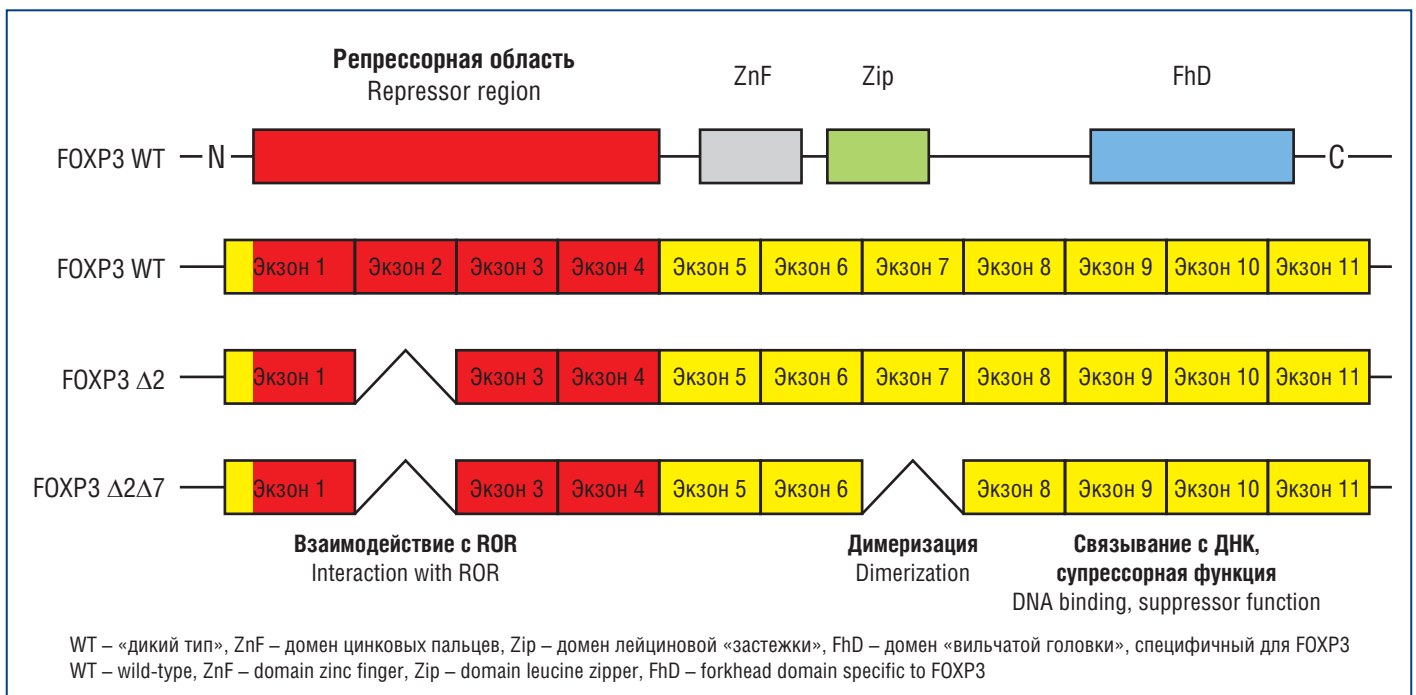 Репрессорная область
Repressor region
ZnF
Zip
FhD
FOXP3 WT
N
C
FOXP3 WT
Экзон 1
Экзон 2
Экзон 3
Экзон 4
Экзон 5
Экзон 6
Экзон 7
Экзон 8
Экзон 9
Экзон 10
Экзон 11
FOXP3 Δ2
Экзон 1
Экзон 3
Экзон 4
Экзон 5
Экзон 6
Экзон 7
Экзон 8
Экзон 9
Экзон 10
Экзон 11
FOXP3 Δ2Δ7
Экзон 1
Экзон 3
Экзон 4
Экзон 5
Экзон 6
Экзон 8
Экзон 9
Экзон 10
Экзон 11
Взаимодействие с ROR
Interaction with ROR
Димеризация
Dimerization
Связывание с ДНК,
супрессорная функция
DNA binding, suppressor function
WT – «дикий тип», ZnF – домен цинковых пальцев, Zip – домен лейциновой «застежки», FhD – домен «вильчатой головки», специфичный для FOXP3
WT – wild-type, ZnF – domain zinc finger, Zip – domain leucine zipper, FhD – forkhead domain specific to FOXP3